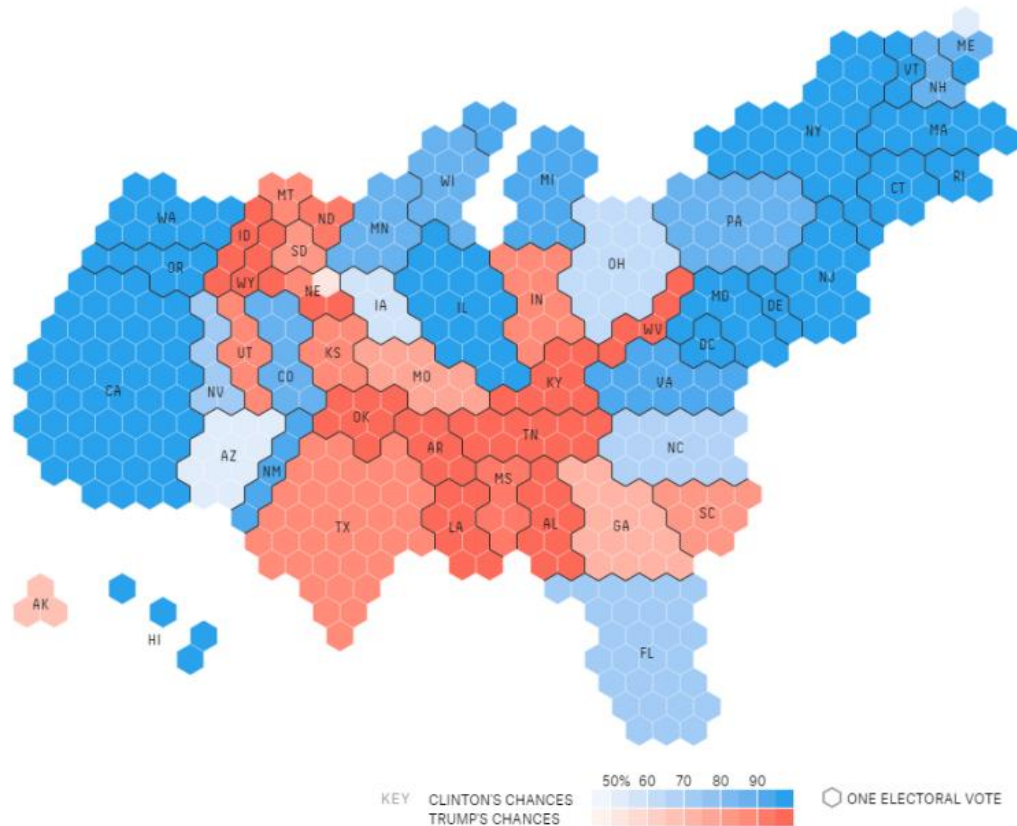 ME
VT
NH
NY
MA
WI
MI
CT
RI
MT
WA
ND
PA
ID
MN
SD
OH
OR
NJ
WY
NE
IA
IL
IN
MD
DE
WV
DC
UT
KS
CO
MO
KY
VA
CA
NV
OK
TN
AR
NC
AZ
NM
MS
TX
LA
AL
GA
SC
AK
HI
FL
50% 60 70 80 90
KEY CLINTON'S CHANCES
TRUMP'S CHANCES
ONE ELECTORAL VOTE